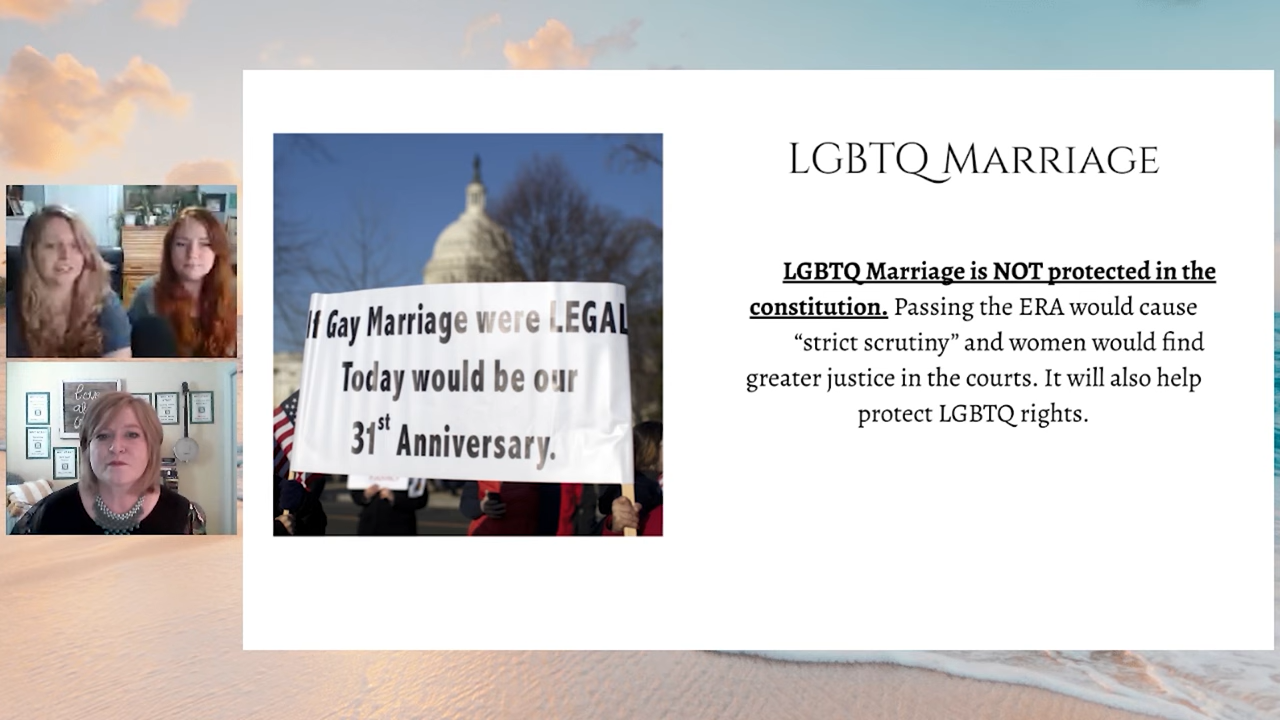 LGBTQ Marriage
If Gay Marriage were LEGAL
Today would be our
31st Anniversary.
LGBTQ Marriage is NOT protected in the
constitution. Passing the ERA would cause
“strict scrutiny” and women would find
greater justice in the courts. It will also help
protect LGBTQ rights.